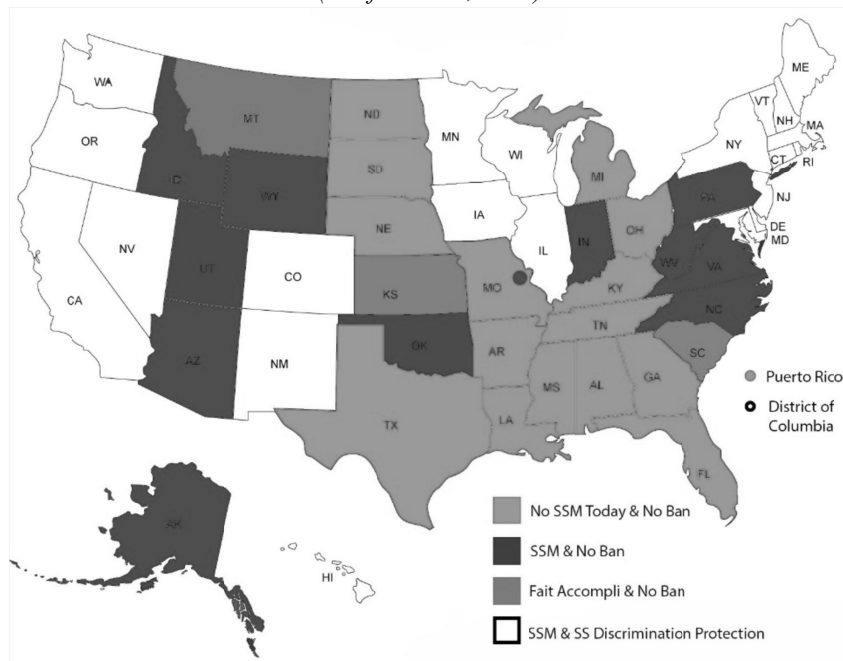 WA
MT
ND
MN
ME
VT
NH
OR
ID
SD
WI
NY
MA
CT
RI
WY
MI
IA
PA
NJ
NE
NV
IL
IN
OH
DE
MD
UT
CO
WV
VA
CA
KS
MO
KY
NC
AZ
NM
OK
AR
TN
SC
MS
AL
GA
TX
LA
FL
Puerto Rico
District of
Columbia
AK
HI
No SSM Today & No Ban
SSM & No Ban
Fait Accompli & No Ban
SSM & SS Discrimination Protection